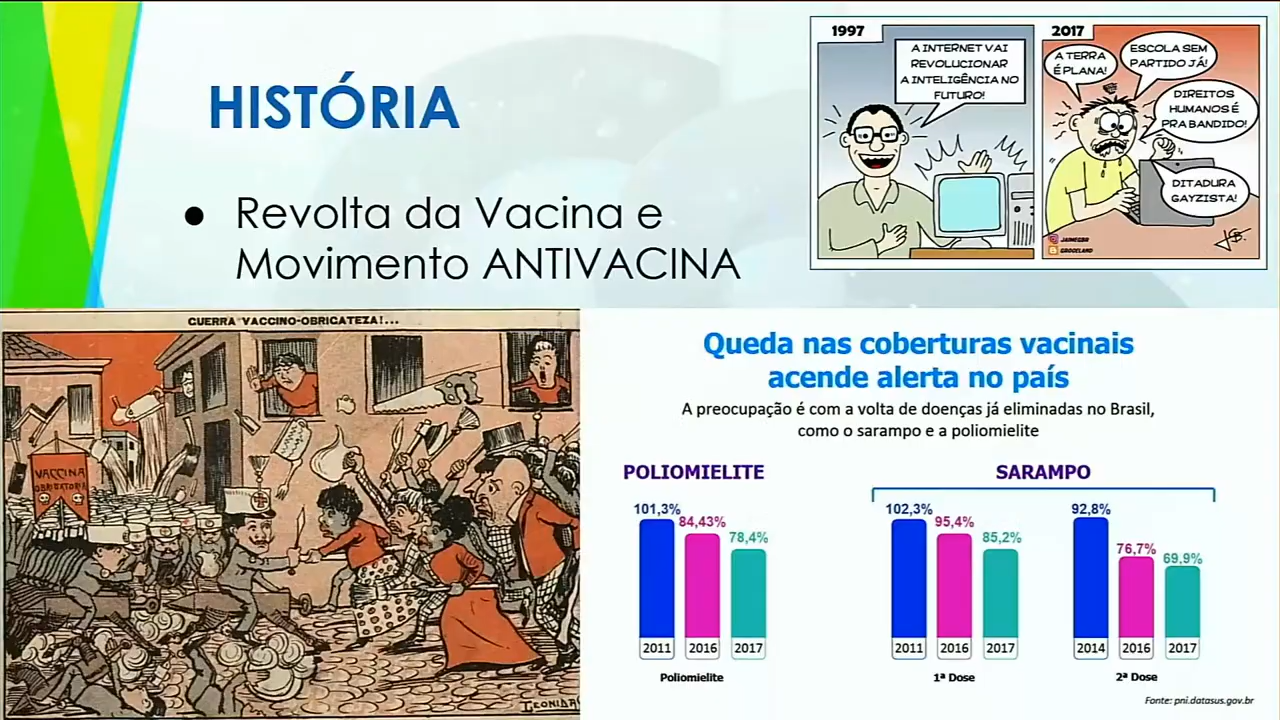 HISTÓRIA
● Revolta da Vacina e
Movimento ANTIVACINA
1997
A INTERNET VAI
REVOLUCIONAR
A INTELIGÊNCIA NO
FUTURO!
2017
A TERRA
É PLANA!
ESCOLA SEM
PARTIDO JÁ!
DIREITOS
HUMANOS É
PRA BANDIDO!
DITADURA
GAYZISTA!
JAIMEGBR
GROCELAND
GUERRA VACCINO-OBRIGATEZA!...
VACCINA
OBRIGATORIA
LEONIDAS
Queda nas coberturas vacinais
acende alerta no país
A preocupação é com a volta de doenças já eliminadas no Brasil,
como o sarampo e a poliomielite
POLIOMIELITE
101,3% 84,43% 78,4%
2011 2016 2017
Poliomielite
SARAMPO
102,3% 95,4% 85,2%
2011 2016 2017
1ª Dose
92,8% 76,7% 69,9%
2014 2016 2017
2ª Dose
Fonte: pni.datasus.gov.br